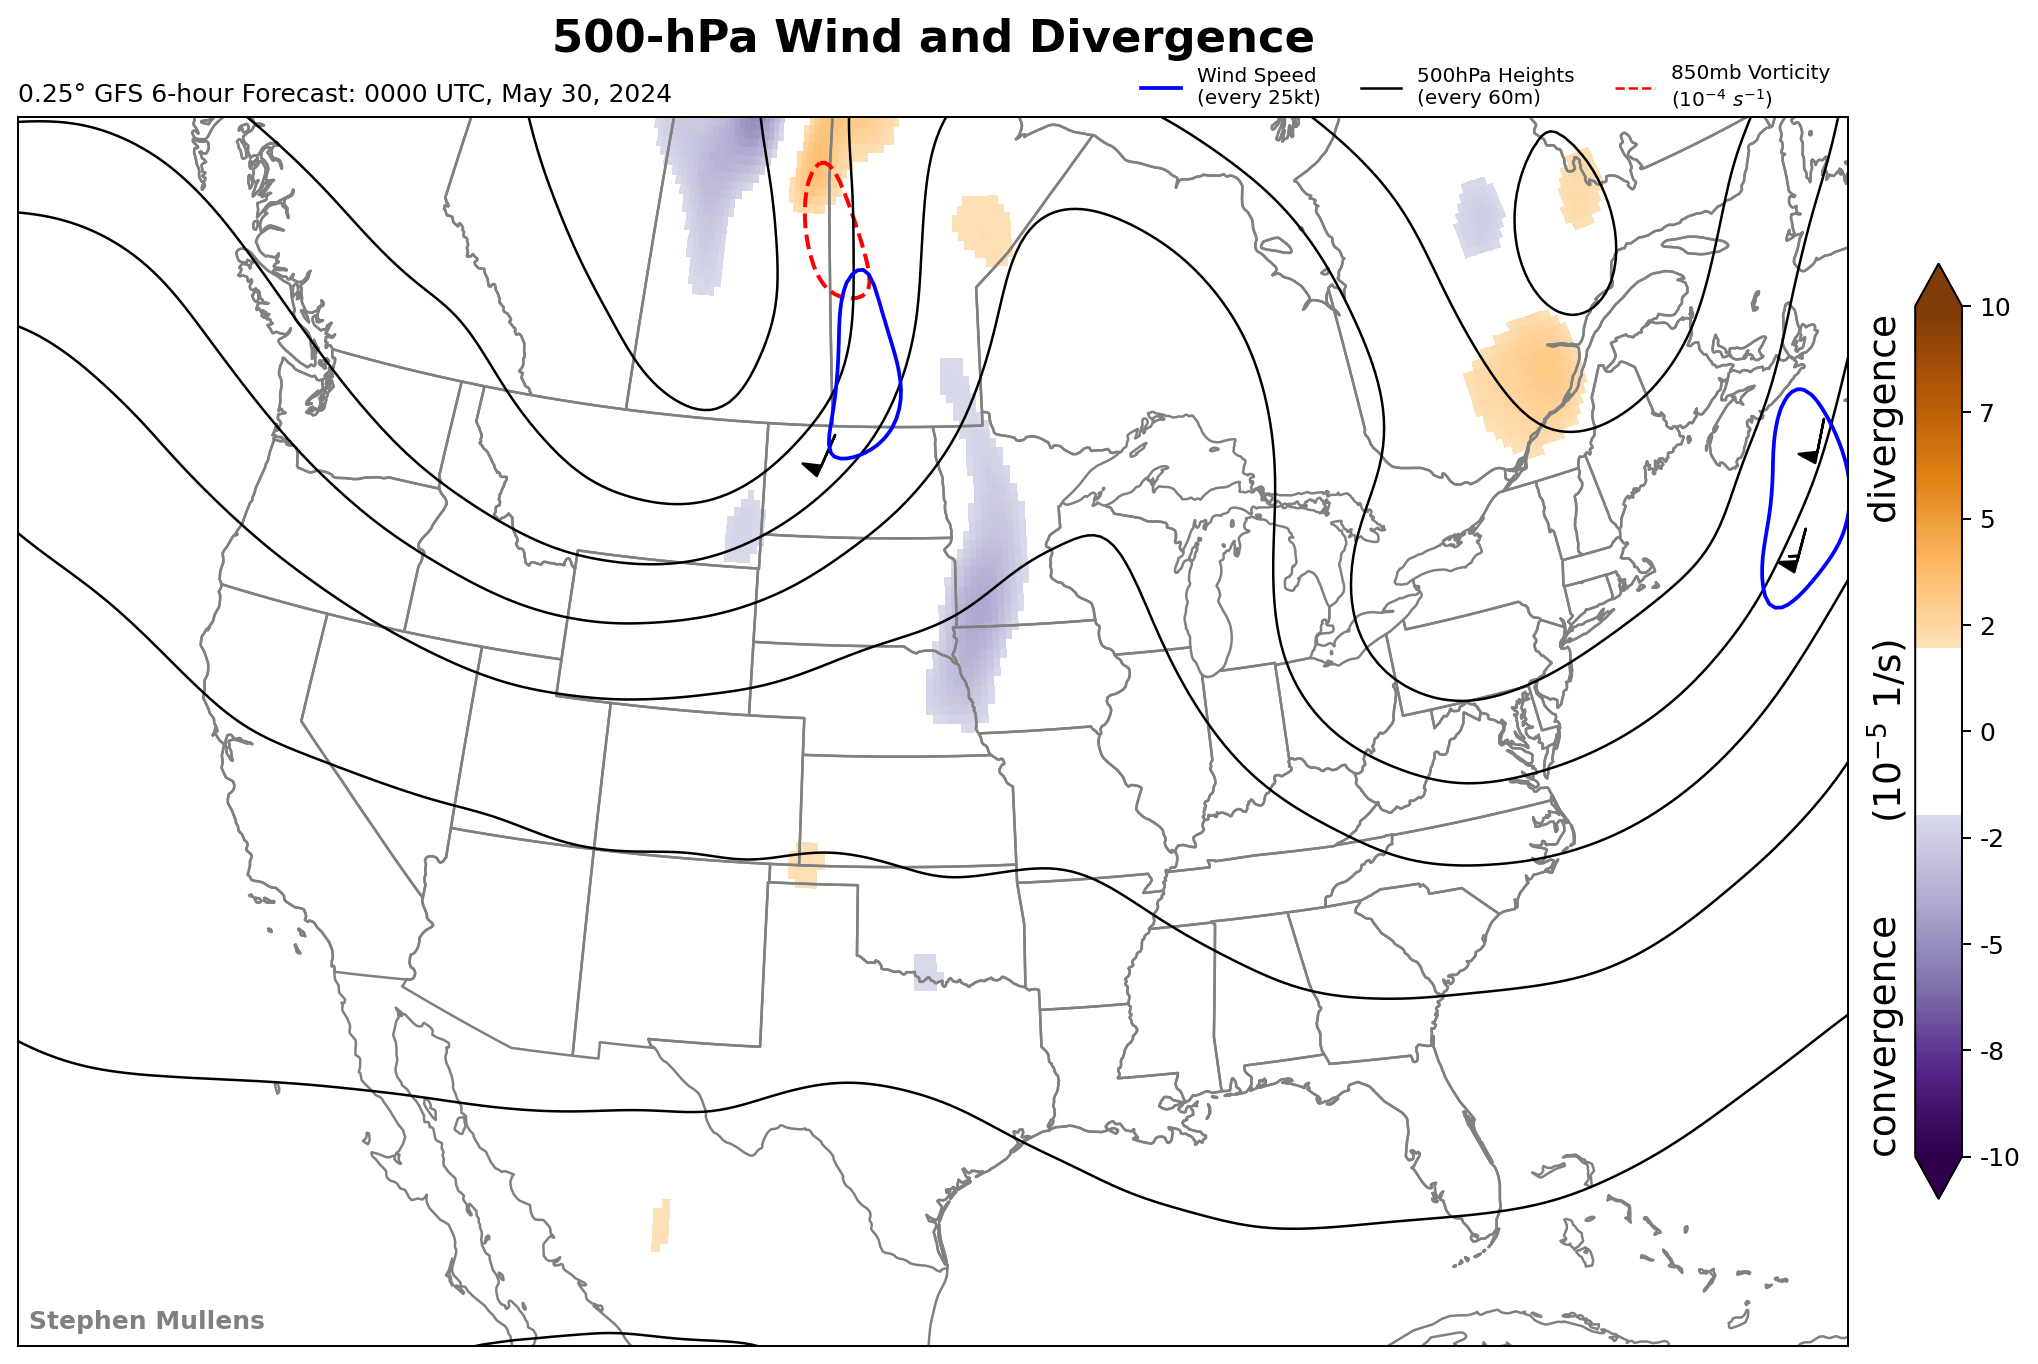 500-hPa Wind and Divergence
0.25° GFS 6-hour Forecast: 0000 UTC, May 30, 2024
Wind Speed
(every 25kt)
500hPa Heights
(every 60m)
850mb Vorticity
(10⁻⁴ s⁻¹)
10
7
5
2
0
-2
-5
-8
-10
convergence (10⁻⁵ 1/s) divergence
Stephen Mullens